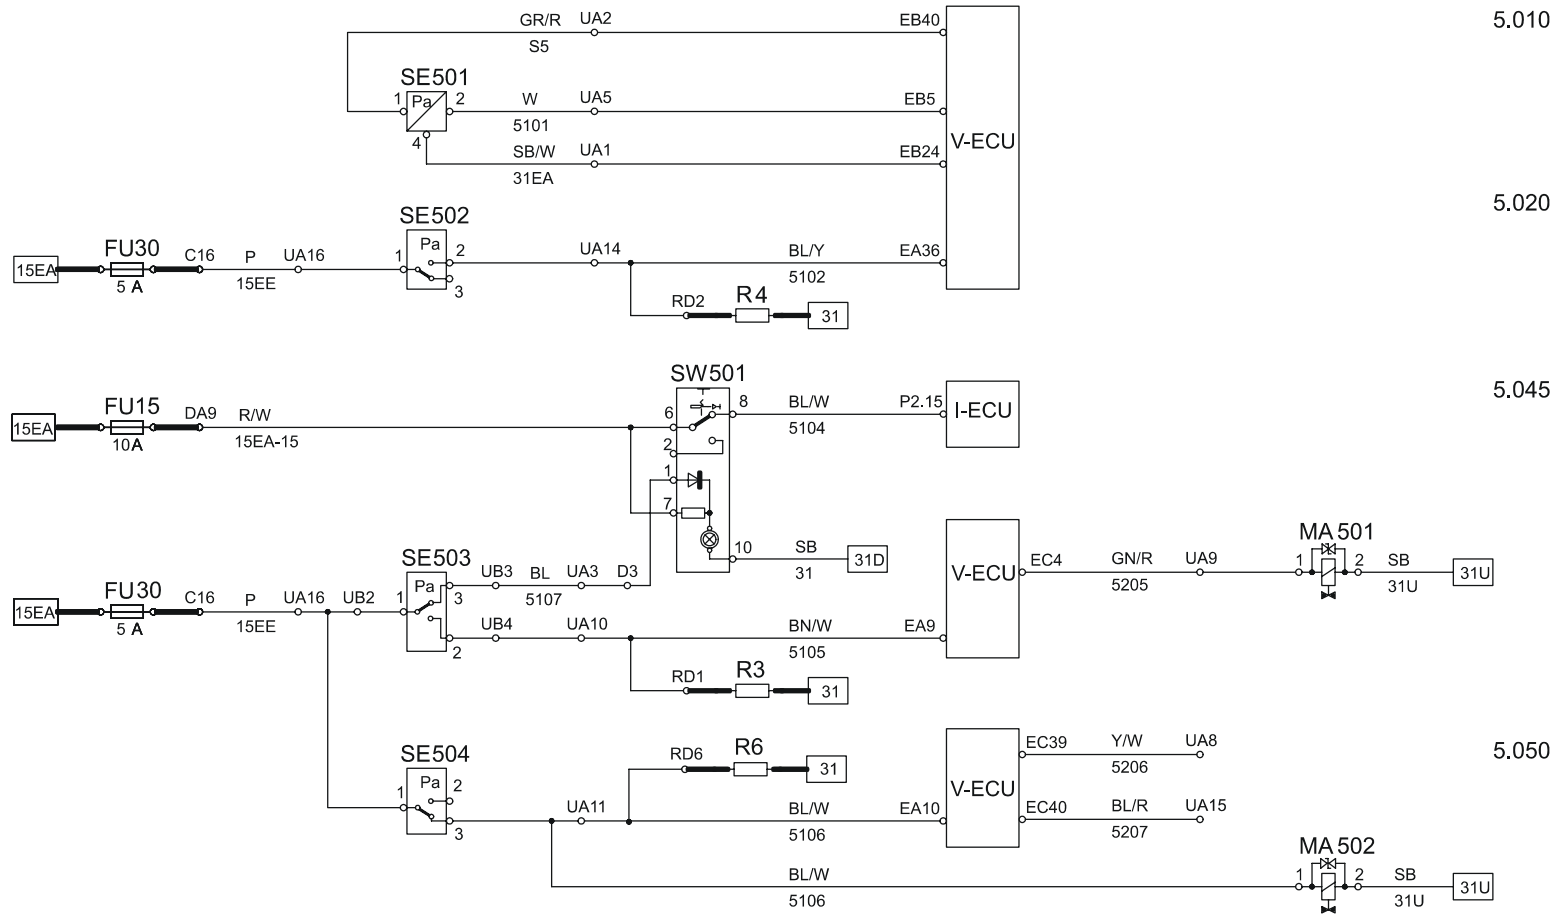 GR/R UA2 EB40 5.010
S5
SE501
1 Pa 2 W UA5 EB5
5101
V-ECU
4 SB/W UA1 EB24
31EA
5.020
SE502
FU30 C16 P UA16 1 Pa 2 UA14 BL/Y EA36
15EA
5 A 15EE 3 5102
RD2 R4 31
SW501
5.045
FU15 DA9 R/W 6 8 BL/W P2.15 I-ECU
15EA
10A 15EA-15 2 5104
1
7
10 SB 31D
31
MA 501
SE503
UB3 BL UA3 D3 V-ECU EC4 GN/R UA9 1 2 SB 31U
5107 5205 31U
FU30 C16 P UA16 UB2 1 Pa 3
15EA
5 A 15EE
UB4 UA10 BN/W EA9
2 5105
RD1 R3 31
SE504
RD6 R6 31
EC39 Y/W UA8 5.050
5206
1 Pa 2 V-ECU
UA11 BL/W EA10 EC40 BL/R UA15
3 5106 5207
MA 502
BL/W 1 2 SB 31U
5106 31U